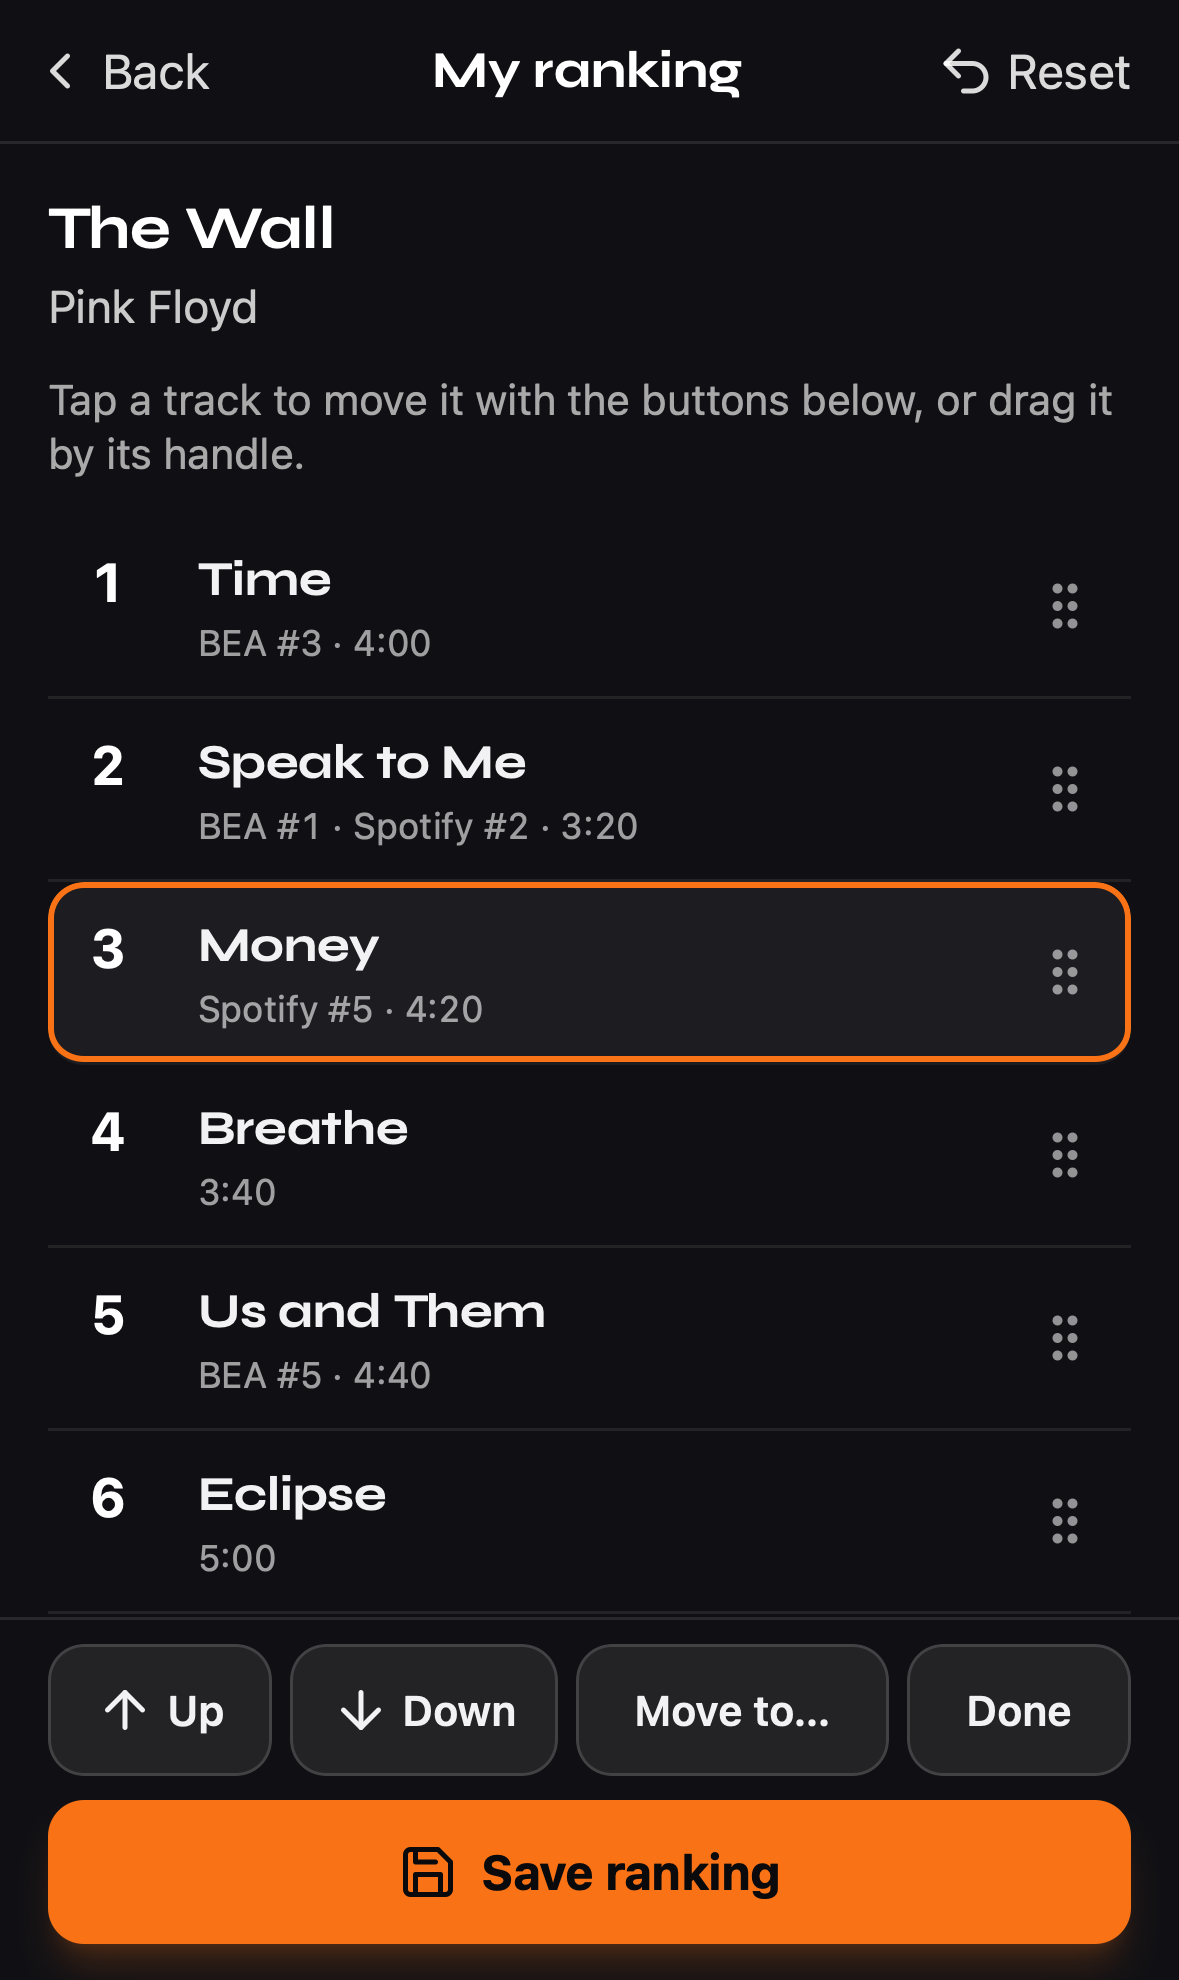 Back
My ranking
Reset
The Wall
Pink Floyd
Tap a track to move it with the buttons below, or drag it
by its handle.
1 Time
BEA #3 · 4:00
2 Speak to Me
BEA #1 · Spotify #2 · 3:20
3 Money
Spotify #5 · 4:20
4 Breathe
3:40
5 Us and Them
BEA #5 · 4:40
6 Eclipse
5:00
Up
Down
Move to...
Done
Save ranking